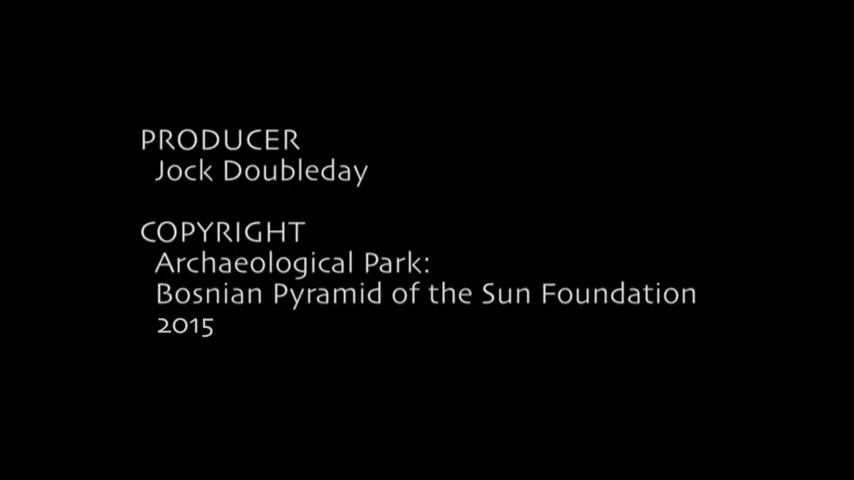 PRODUCER
Jock Doubleday
COPYRIGHT
Archaeological Park:
Bosnian Pyramid of the Sun Foundation
2015